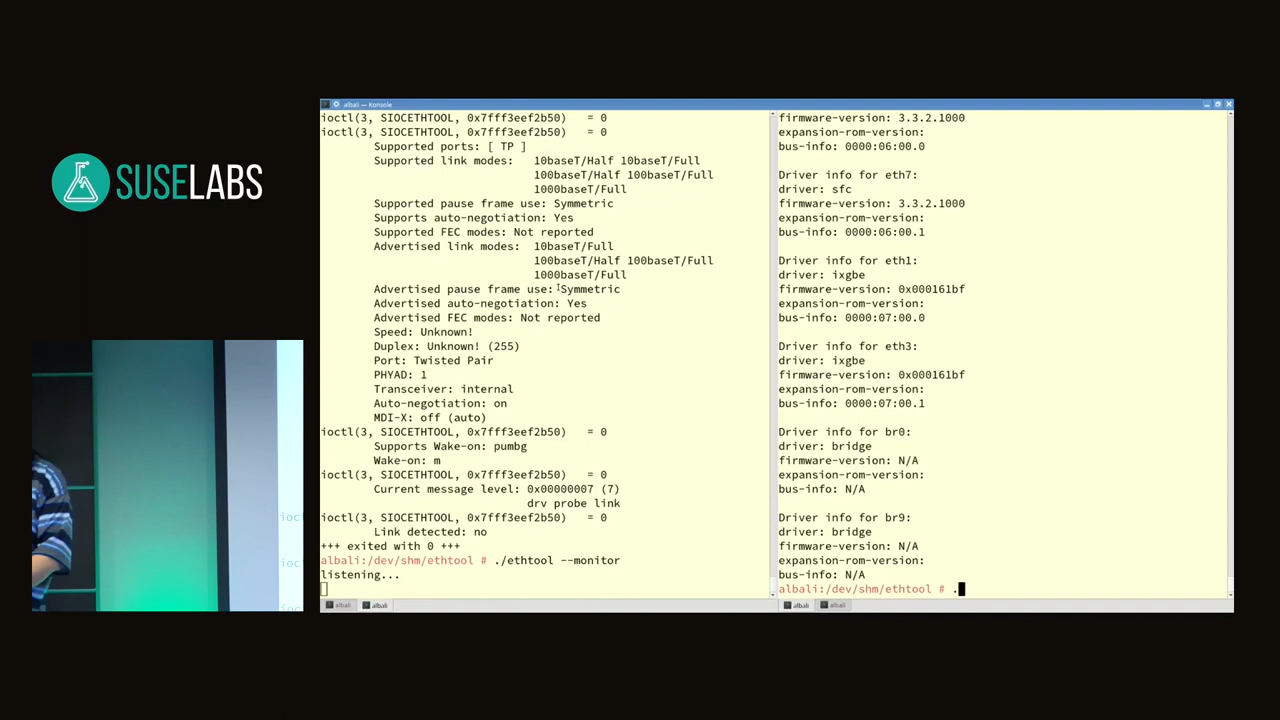 SUSELABS
albali — Konsole
ioctl(3, SIOCETHTOOL, 0x7fff3eef2b50) = 0
ioctl(3, SIOCETHTOOL, 0x7fff3eef2b50) = 0
Supported ports: [ TP ]
Supported link modes: 10baseT/Half 10baseT/Full
100baseT/Half 100baseT/Full
1000baseT/Full
Supported pause frame use: Symmetric
Supports auto-negotiation: Yes
Supported FEC modes: Not reported
Advertised link modes: 10baseT/Full
100baseT/Half 100baseT/Full
1000baseT/Full
Advertised pause frame use: Symmetric
Advertised auto-negotiation: Yes
Advertised FEC modes: Not reported
Speed: Unknown!
Duplex: Unknown! (255)
Port: Twisted Pair
PHYAD: 1
Transceiver: internal
Auto-negotiation: on
MDI-X: off (auto)
ioctl(3, SIOCETHTOOL, 0x7fff3eef2b50) = 0
Supports Wake-on: pumbg
Wake-on: m
ioctl(3, SIOCETHTOOL, 0x7fff3eef2b50) = 0
Current message level: 0x00000007 (7)
drv probe link
ioctl(3, SIOCETHTOOL, 0x7fff3eef2b50) = 0
Link detected: no
+++ exited with 0 +++
albali:/dev/shm/ethtool # ./ethtool --monitor
listening...
albali albali
firmware-version: 3.3.2.1000
expansion-rom-version:
bus-info: 0000:06:00.0
Driver info for eth7:
driver: sfc
firmware-version: 3.3.2.1000
expansion-rom-version:
bus-info: 0000:06:00.1
Driver info for eth1:
driver: ixgbe
firmware-version: 0x000161bf
expansion-rom-version:
bus-info: 0000:07:00.0
Driver info for eth3:
driver: ixgbe
firmware-version: 0x000161bf
expansion-rom-version:
bus-info: 0000:07:00.1
Driver info for br0:
driver: bridge
firmware-version: N/A
expansion-rom-version:
bus-info: N/A
Driver info for br9:
driver: bridge
firmware-version: N/A
expansion-rom-version:
bus-info: N/A
albali:/dev/shm/ethtool # .
albali albali
ioct
ioct